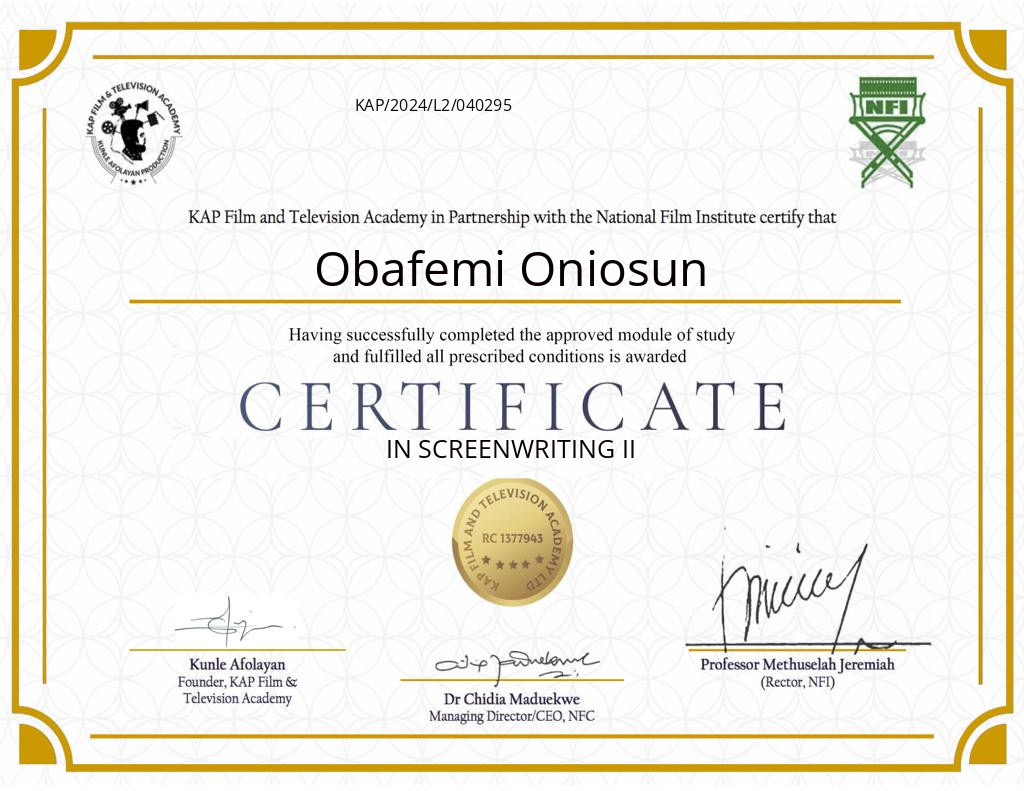 KAP FILM & TELEVISION ACADEMY
KUNLE AFOLAYAN PRODUCTION
KAP/2024/L2/040295
NFI
KAP Film and Television Academy in Partnership with the National Film Institute certify that
Obafemi Oniosun
Having successfully completed the approved module of study
and fulfilled all prescribed conditions is awarded
CERTIFICATE
IN SCREENWRITING II
KAP FILM AND TELEVISION ACADEMY LTD
RC 1377943
Kunle Afolayan
Founder, KAP Film &
Television Academy
Dr Chidia Maduekwe
Managing Director/CEO, NFC
Professor Methuselah Jeremiah
(Rector, NFI)